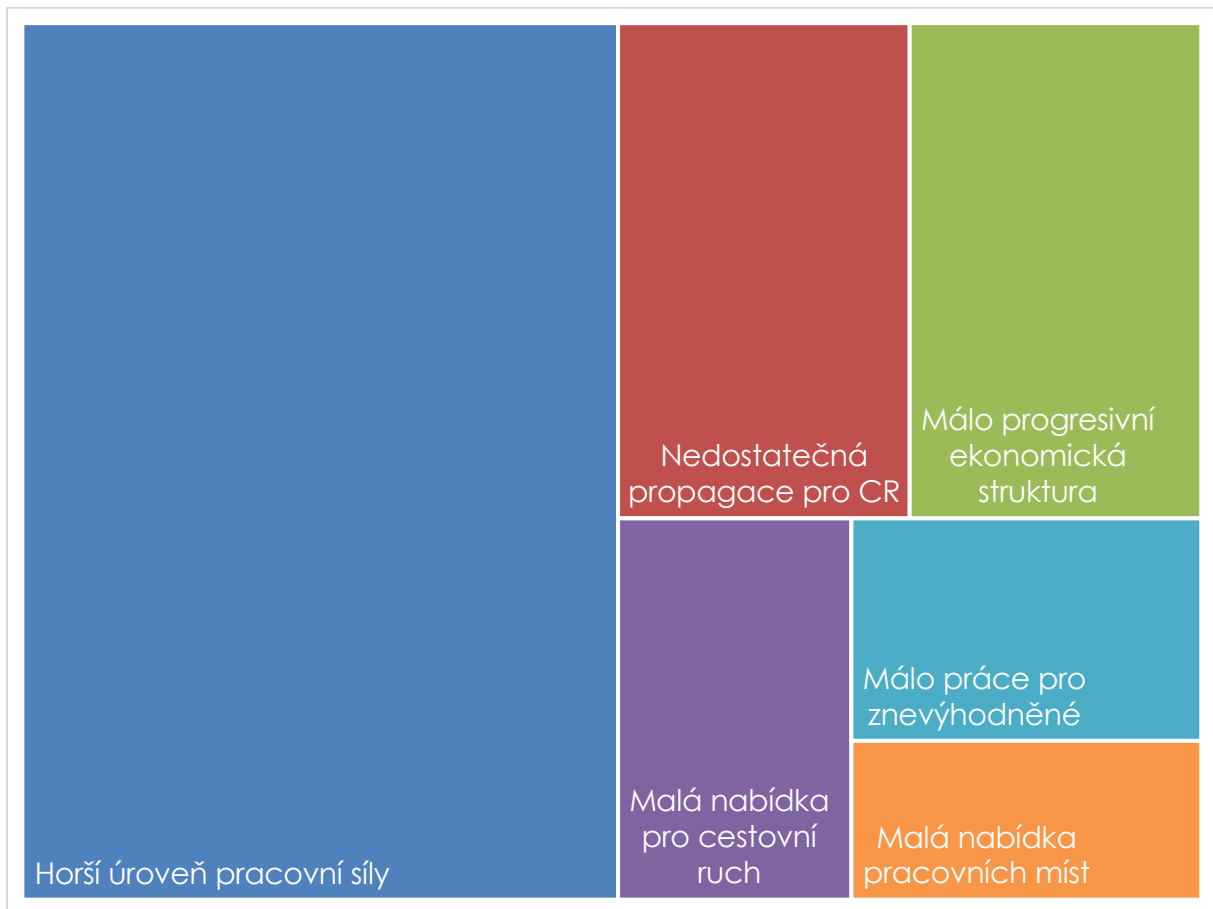 Horší úroveň pracovní síly
Nedostatečná
propagace pro CR
Málo progresivní
ekonomická
struktura
Malá nabídka
pro cestovní
ruch
Málo práce pro
znevýhodněné
Malá nabídka
pracovních míst